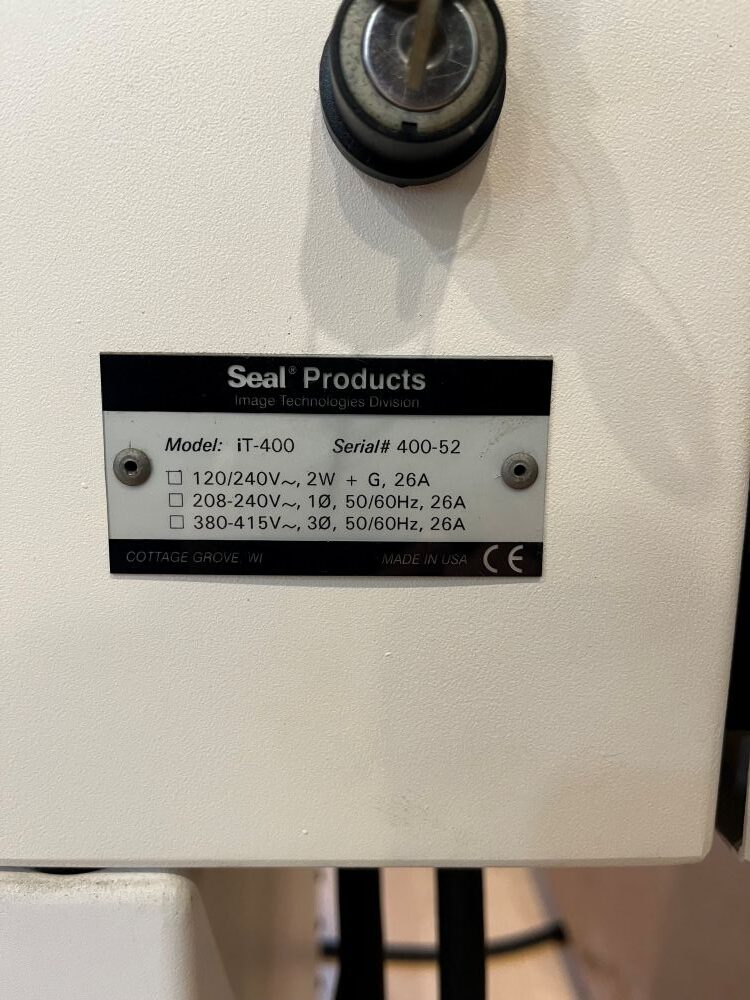 Seal® Products
Image Technologies Division
Model: iT-400 Serial# 400-52
☐ 120/240V~, 2W + G, 26A
☐ 208-240V~, 1Ø, 50/60Hz, 26A
☐ 380-415V~, 3Ø, 50/60Hz, 26A
COTTAGE GROVE, WI MADE IN USA CE